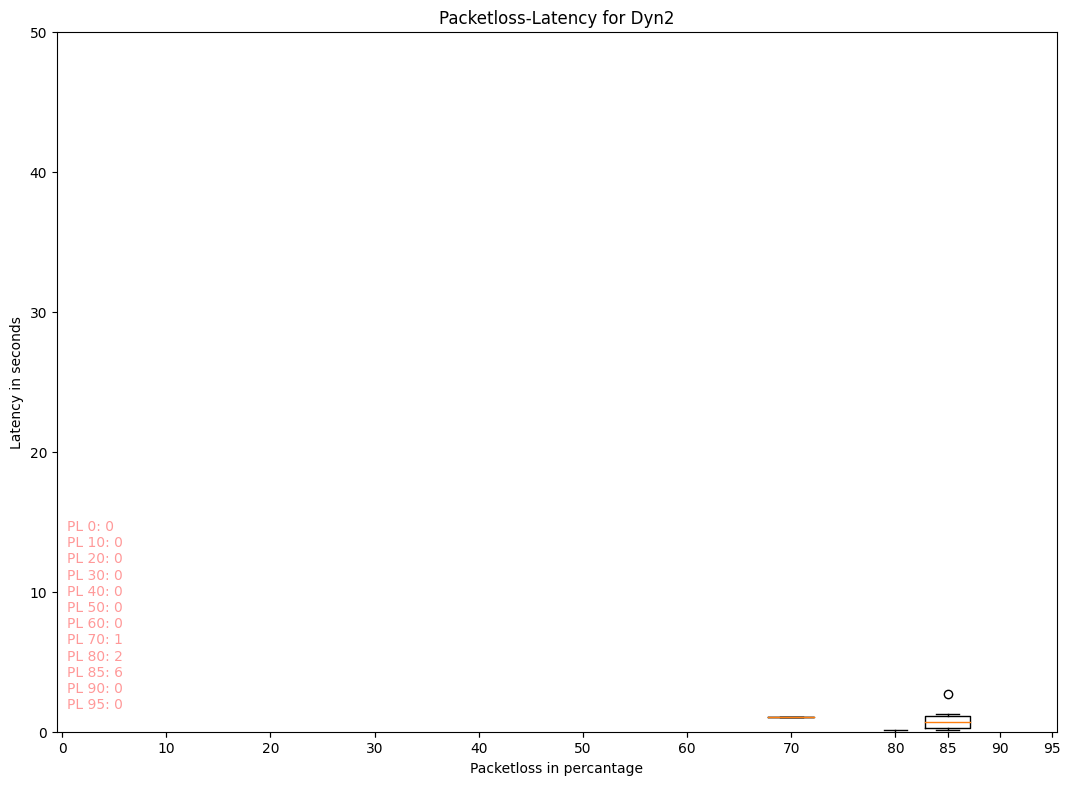 Packetloss-Latency for Dyn2
50
40
30
20
10
0
Latency in seconds
PL 0: 0
PL 10: 0
PL 20: 0
PL 30: 0
PL 40: 0
PL 50: 0
PL 60: 0
PL 70: 1
PL 80: 2
PL 85: 6
PL 90: 0
PL 95: 0
0 10 20 30 40 50 60 70 80 85 90 95
Packetloss in percantage